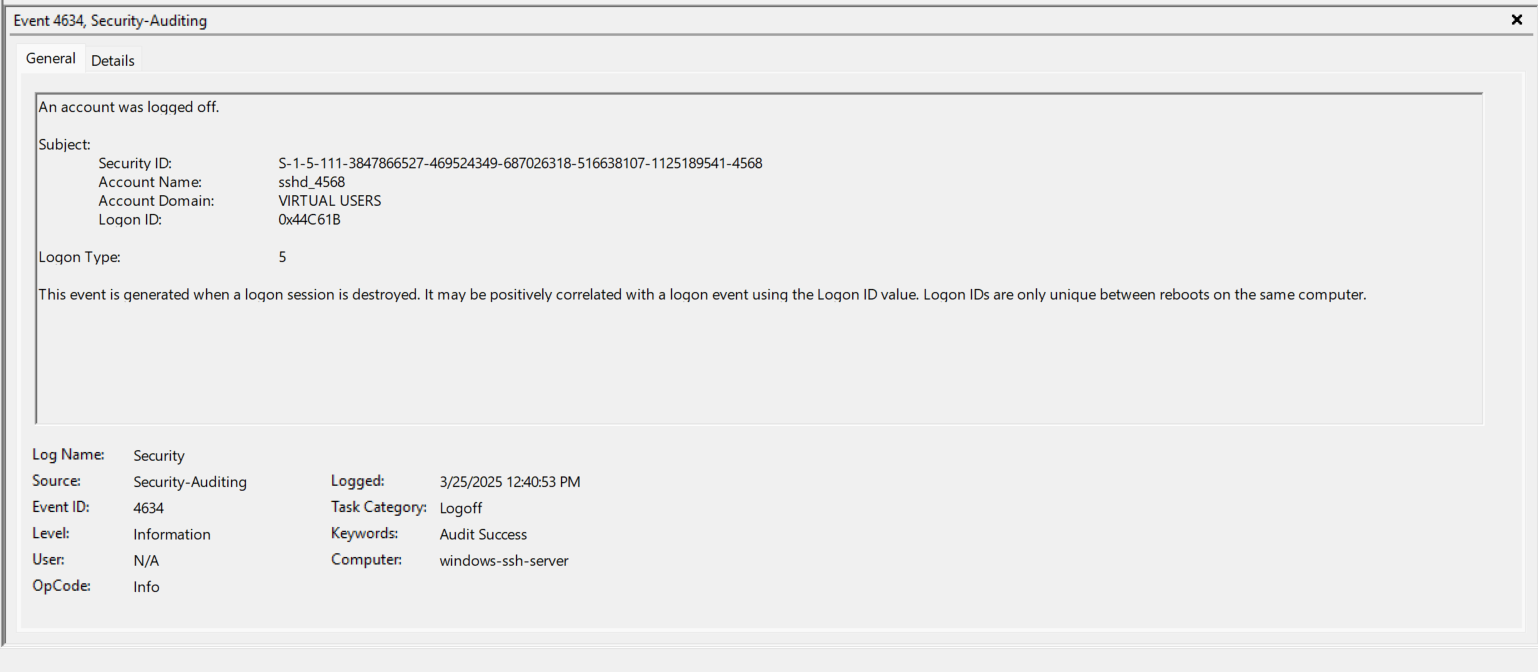 Event 4634, Security-Auditing
General Details
An account was logged off.
Subject:
Security ID: S-1-5-111-3847866527-469524349-687026318-516638107-1125189541-4568
Account Name: sshd_4568
Account Domain: VIRTUAL USERS
Logon ID: 0x44C61B
Logon Type: 5
This event is generated when a logon session is destroyed. It may be positively correlated with a logon event using the Logon ID value. Logon IDs are only unique between reboots on the same computer.
Log Name: Security
Source: Security-Auditing Logged: 3/25/2025 12:40:53 PM
Event ID: 4634 Task Category: Logoff
Level: Information Keywords: Audit Success
User: N/A Computer: windows-ssh-server
OpCode: Info